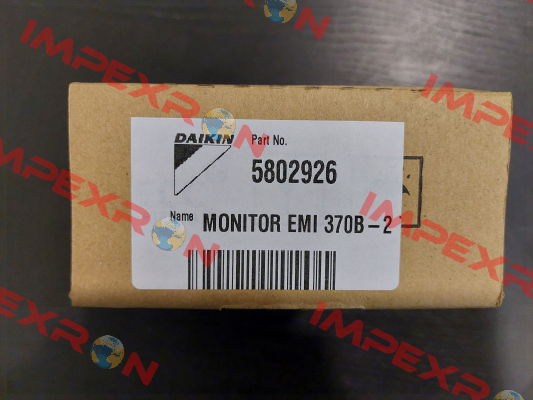 IMPEXRON
DAIKIN
Part No.
5802926
Name
MONITOR EMI 370B-2
IMPEXRON
IMPEXRON
IMPEXRON